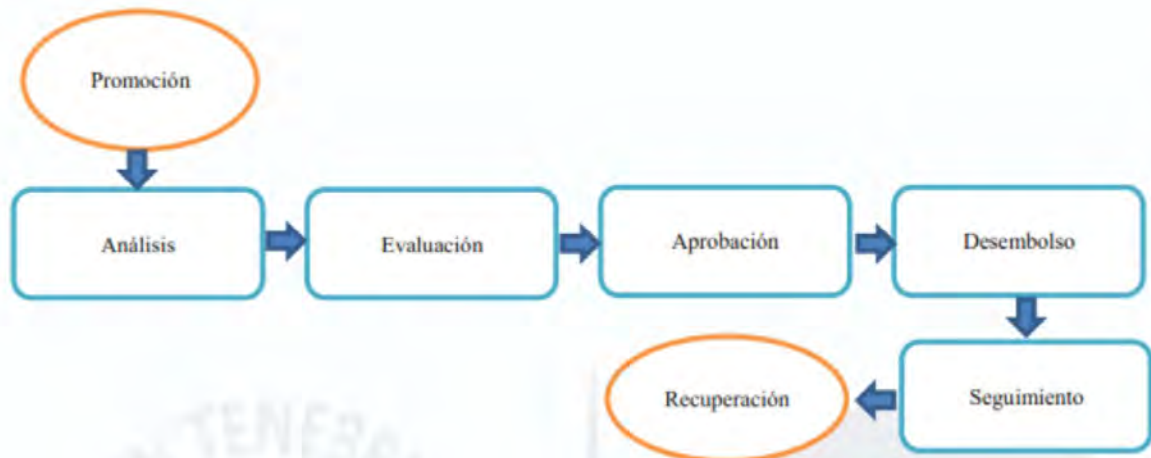 Promoción
Análisis
Evaluación
Aprobación
Desembolso
Seguimiento
Recuperación